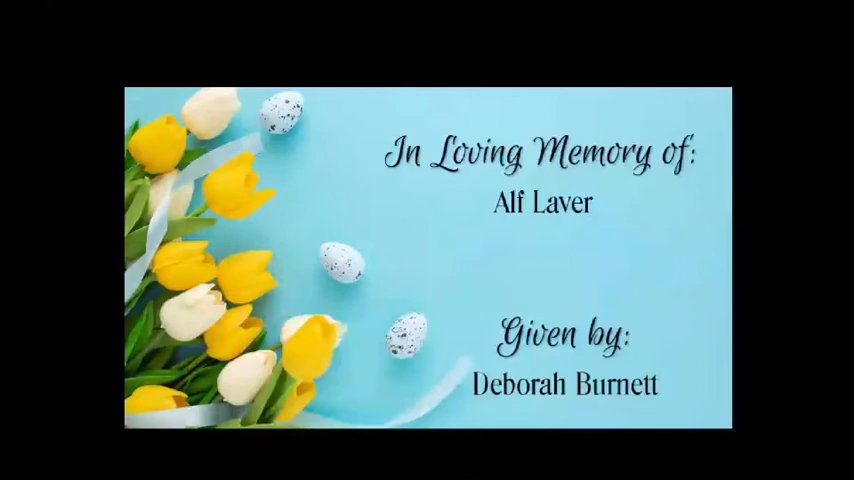 In Loving Memory of:
Alf Laver
Given by:
Deborah Burnett